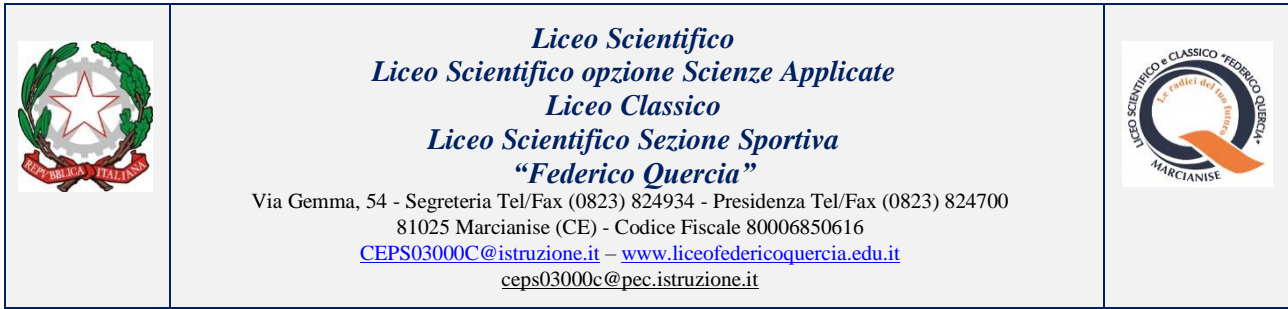 REPVBBLICA ITALIANA
Liceo Scientifico
Liceo Scientifico opzione Scienze Applicate
Liceo Classico
Liceo Scientifico Sezione Sportiva
“Federico Quercia”
Via Gemma, 54 - Segreteria Tel/Fax (0823) 824934 - Presidenza Tel/Fax (0823) 824700
81025 Marcianise (CE) - Codice Fiscale 80006850616
CEPS03000C@istruzione.it – www.liceofedericoquercia.edu.it
ceps03000c@pec.istruzione.it
LICEO SCIENTIFICO e CLASSICO "FEDERICO QUERCIA"
Le radici del tuo futuro
MARCIANISE